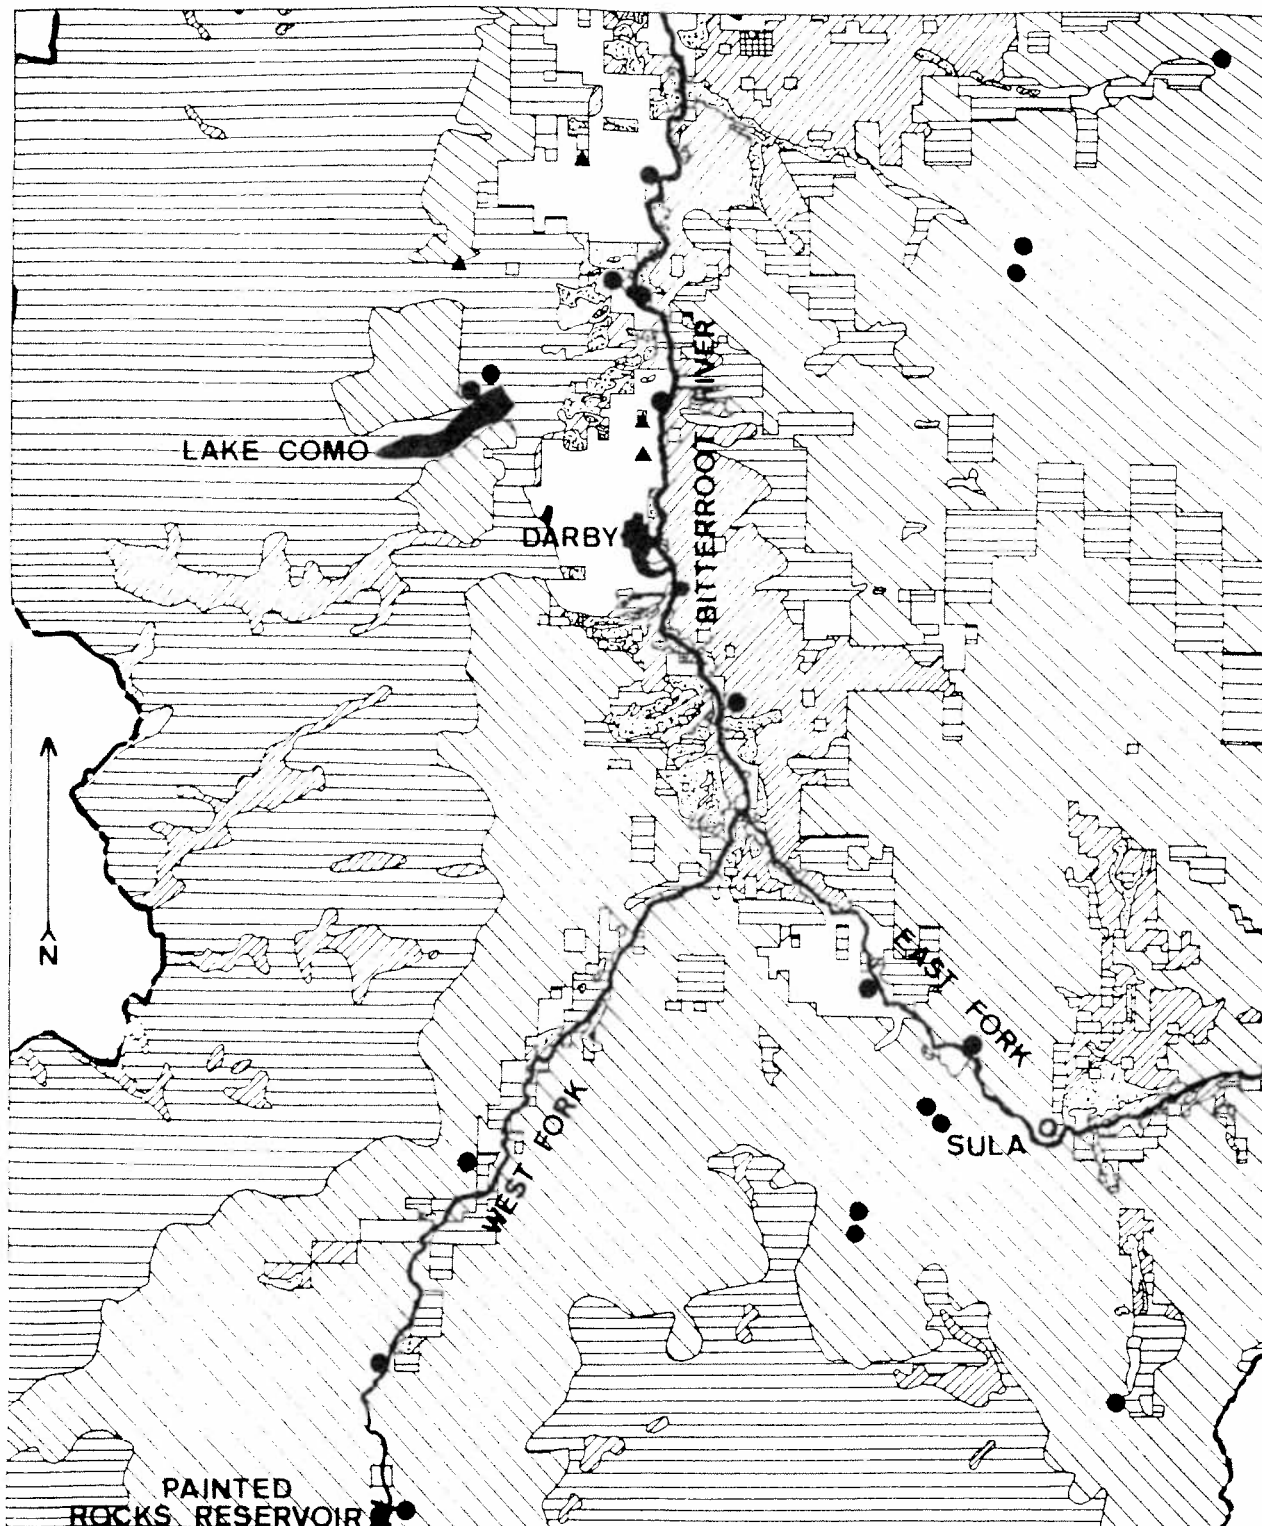 BITTERROOT RIVER
LAKE COMO
DARBY
N
EAST FORK
SULA
WEST FORK
PAINTED
ROCKS RESERVOIR